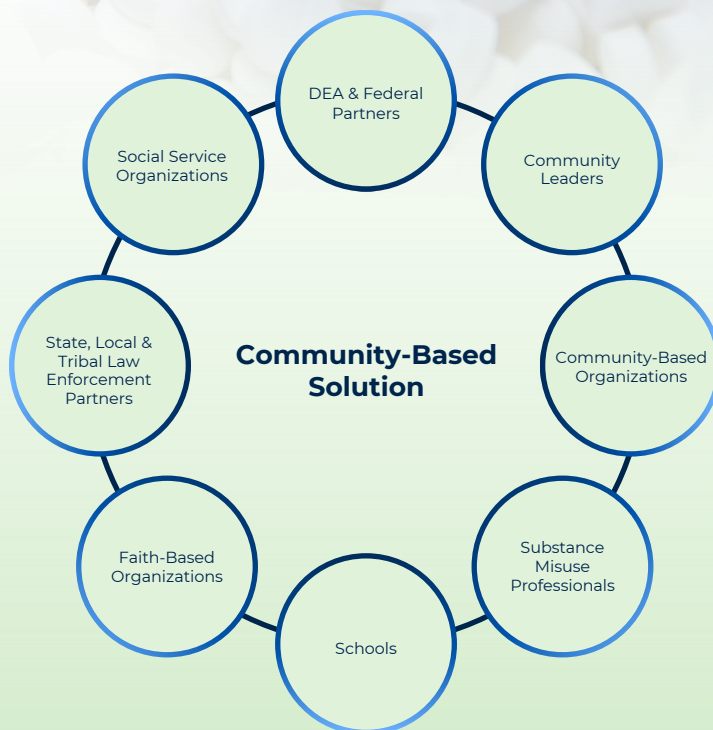 DEA & Federal
Partners
Social Service
Organizations
Community
Leaders
State, Local &
Tribal Law
Enforcement
Partners
Community-Based
Solution
Community-Based
Organizations
Faith-Based
Organizations
Substance
Misuse
Professionals
Schools